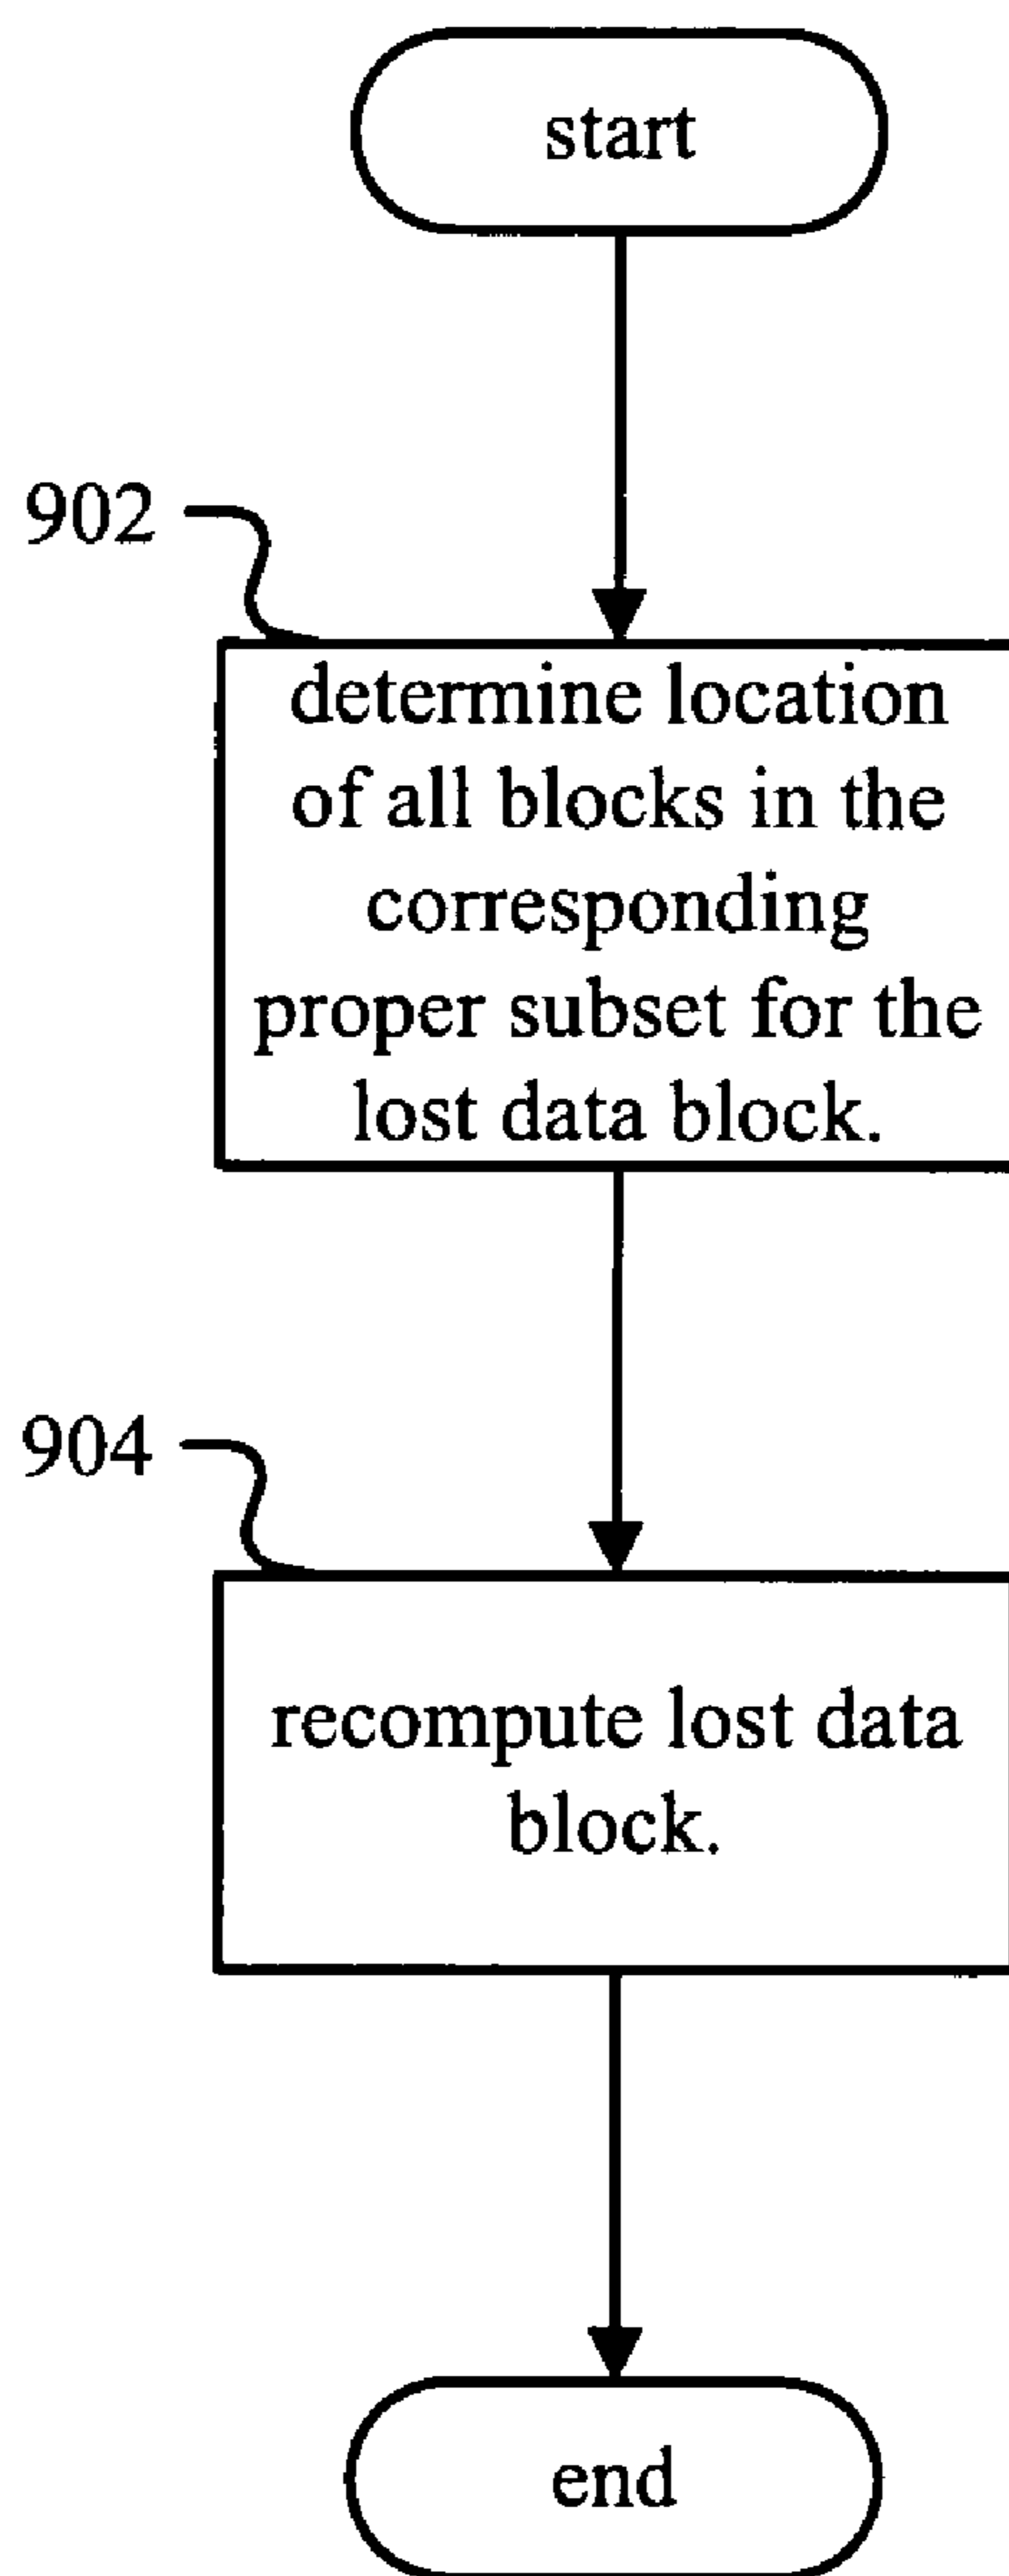 start
902
determine location
of all blocks in the
corresponding
proper subset for the
lost data block.
904
recompute lost data
block.
end